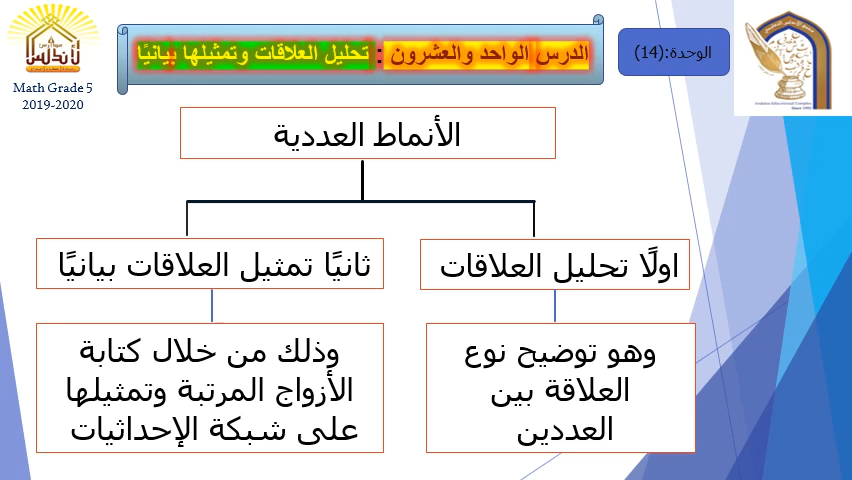 الوحدة:(14)
الدرس الواحد والعشرون : تحليل العلاقات وتمثيلها بيانيًا
Math Grade 5
2019-2020
الأنماط العددية
اولًا تحليل العلاقات
ثانيًا تمثيل العلاقات بيانيًا
وهو توضيح نوع
العلاقة بين
العددين
وذلك من خلال كتابة
الأزواج المرتبة وتمثيلها
على شبكة الإحداثيات